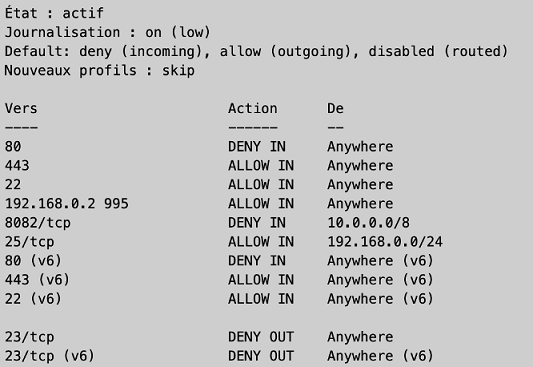 État : actif
Journalisation : on (low)
Default: deny (incoming), allow (outgoing), disabled (routed)
Nouveaux profils : skip

Vers                       Action      De
----                       ------      --
80                         DENY IN     Anywhere
443                        ALLOW IN    Anywhere
22                         ALLOW IN    Anywhere
192.168.0.2 995            ALLOW IN    Anywhere
8082/tcp                   DENY IN     10.0.0.0/8
25/tcp                     ALLOW IN    192.168.0.0/24
80 (v6)                    DENY IN     Anywhere (v6)
443 (v6)                   ALLOW IN    Anywhere (v6)
22 (v6)                    ALLOW IN    Anywhere (v6)

23/tcp                     DENY OUT    Anywhere
23/tcp (v6)                DENY OUT    Anywhere (v6)